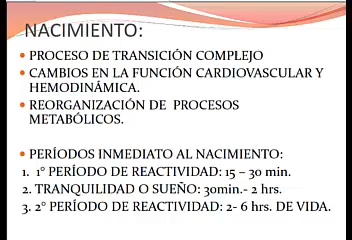 NACIMIENTO:
• PROCESO DE TRANSICIÓN COMPLEJO
• CAMBIOS EN LA FUNCIÓN CARDIOVASCULAR Y
HEMODINÁMICA.
• REORGANIZACIÓN DE PROCESOS
METABÓLICOS.
• PERÍODOS INMEDIATO AL NACIMIENTO:
1. 1° PERÍODO DE REACTIVIDAD: 15 – 30 min.
2. TRANQUILIDAD O SUEÑO: 30min.- 2 hrs.
3. 2° PERÍODO DE REACTIVIDAD: 2- 6 hrs. DE VIDA.